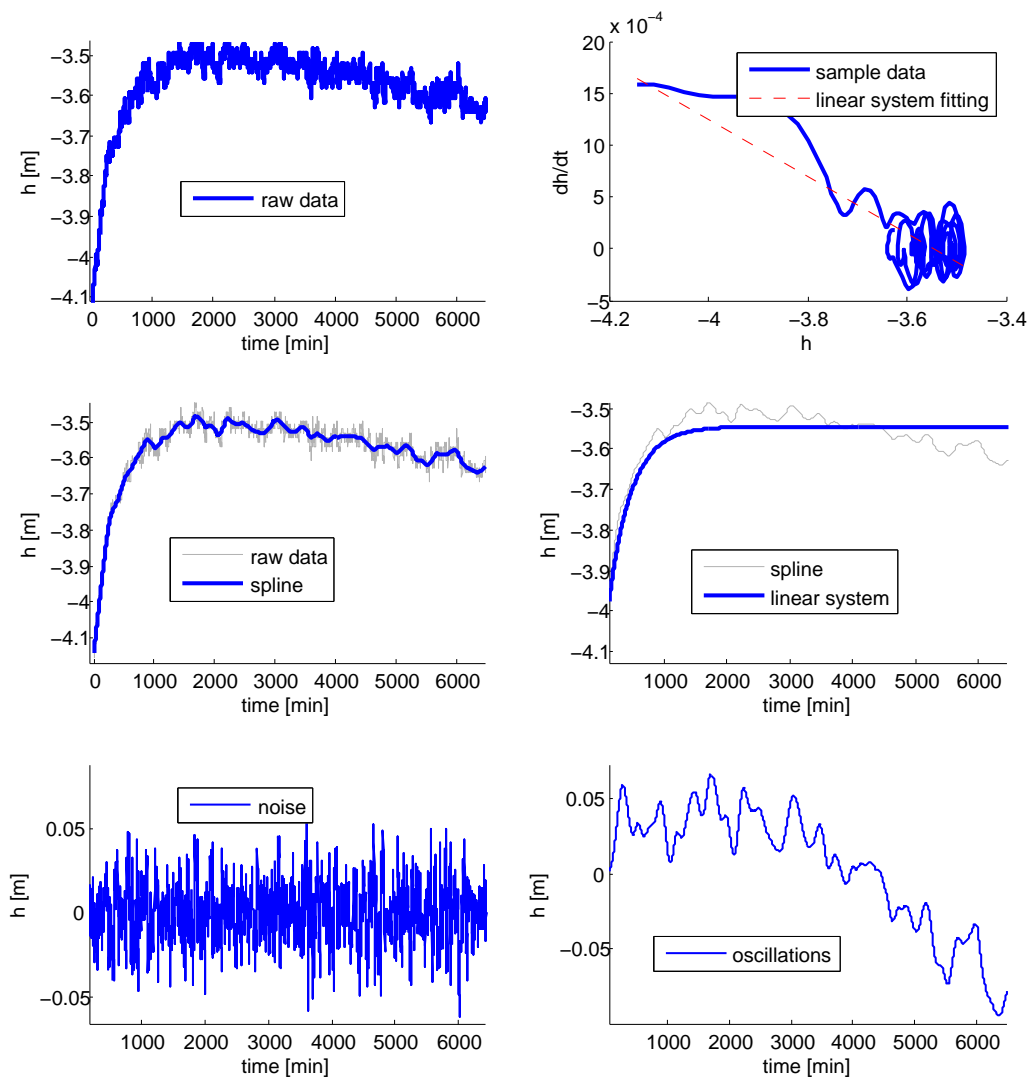 −3.5
−3.6
−3.7
−3.8
−3.9
−4
−4.1
h [m]
raw data
0 1000 2000 3000 4000 5000 6000
time [min]
x 10−4
20
15
10
5
0
−5
dh/dt
sample data
linear system fitting
−4.2 −4 −3.8 −3.6 −3.4
h
−3.5
−3.6
−3.7
−3.8
−3.9
−4
−4.1
h [m]
raw data
spline
0 1000 2000 3000 4000 5000 6000
time [min]
−3.5
−3.6
−3.7
−3.8
−3.9
−4
−4.1
h [m]
spline
linear system
1000 2000 3000 4000 5000 6000
time [min]
0.05
0
−0.05
h [m]
noise
1000 2000 3000 4000 5000 6000
time [min]
0.05
0
−0.05
h [m]
oscillations
1000 2000 3000 4000 5000 6000
time [min]